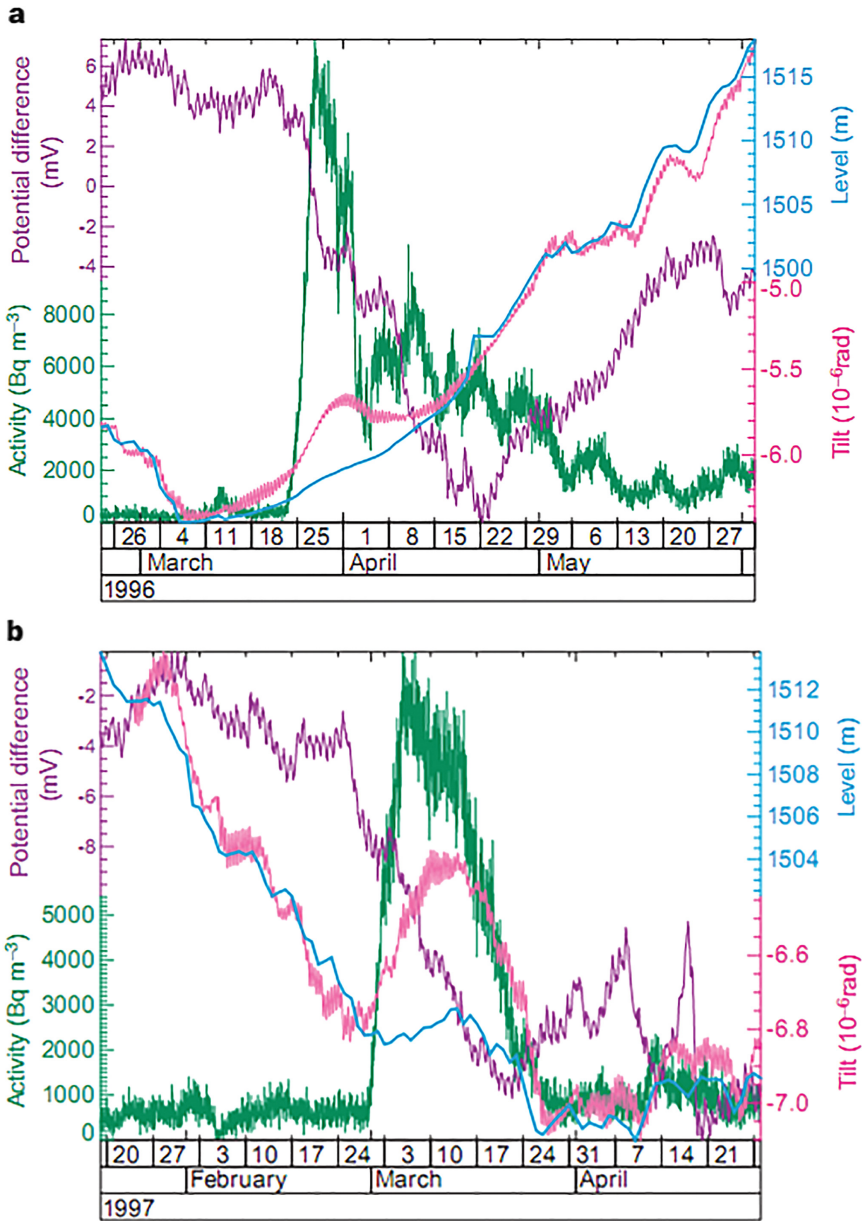 a
Potential difference
(mV)
6
4
2
0
-2
-4
Activity (Bq m⁻³)
8000
6000
4000
2000
0
1515
1510
1505
1500
Level (m)
-5.0
-5.5
-6.0
Tilt (10⁻⁶rad)
26 4 11 18 25 1 8 15 22 29 6 13 20 27
March April May
1996
b
Potential difference
(mV)
-2
-4
-6
-8
Activity (Bq m⁻³)
5000
4000
3000
2000
1000
0
1512
1510
1508
1506
1504
Level (m)
-6.6
-6.8
-7.0
Tilt (10⁻⁶rad)
20 27 3 10 17 24 3 10 17 24 31 7 14 21
February March April
1997